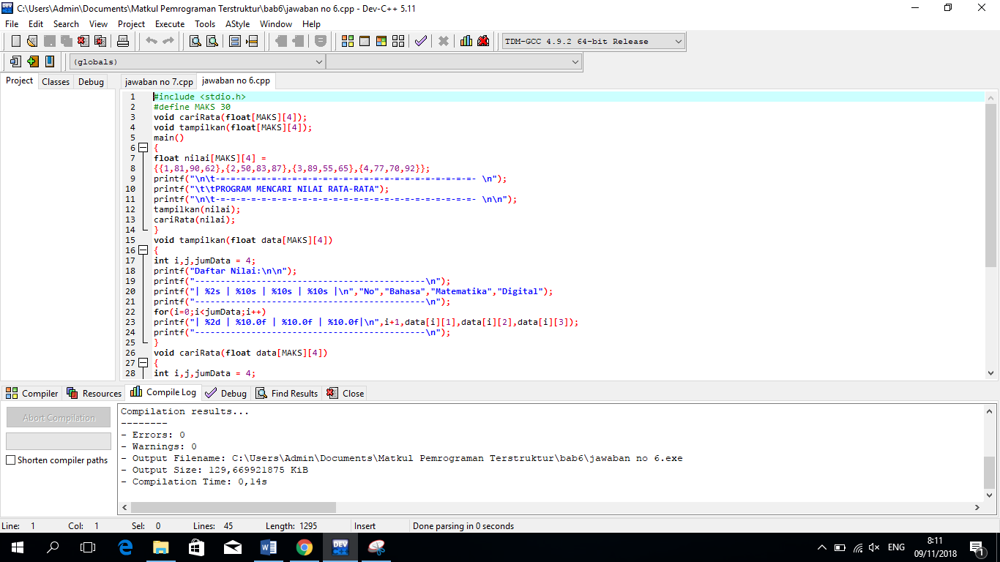 C:\Users\Admin\Documents\Matkul Pemrograman Terstruktur\bab6\jawaban no 6.cpp - Dev-C++ 5.11
File Edit Search View Project Execute Tools AStyle Window Help
TDM-GCC 4.9.2 64-bit Release
(globals)
Project Classes Debug jawaban no 7.cpp jawaban no 6.cpp
1 #include <stdio.h>
2 #define MAKS 30
3 void cariRata(float[MAKS][4]);
4 void tampilkan(float[MAKS][4]);
5 main()
6 {
7 float nilai[MAKS][4] =
8 {{1,81,90,62},{2,50,83,87},{3,89,55,65},{4,77,70,92}};
9 printf("\n\t-------------------------------------------------- \n");
10 printf("\t\tPROGRAM MENCARI NILAI RATA-RATA");
11 printf("\n\t-------------------------------------------------- \n\n");
12 tampilkan(nilai);
13 cariRata(nilai);
14 }
15 void tampilkan(float data[MAKS][4])
16 {
17 int i,j,jumData = 4;
18 printf("Daftar Nilai:\n\n");
19 printf("---------------------------------------------\n");
20 printf("| %2s | %10s | %10s | %10s |\n","No","Bahasa","Matematika","Digital");
21 printf("---------------------------------------------\n");
22 for(i=0;i<jumData;i++)
23 printf("| %2d | %10.0f | %10.0f | %10.0f|\n",i+1,data[i][1],data[i][2],data[i][3]);
24 printf("---------------------------------------------\n");
25 }
26 void cariRata(float data[MAKS][4])
27 {
28 int i,j,jumData = 4;
Compiler Resources Compile Log Debug Find Results Close
Abort Compilation
Shorten compiler paths
Compilation results...
--------
- Errors: 0
- Warnings: 0
- Output Filename: C:\Users\Admin\Documents\Matkul Pemrograman Terstruktur\bab6\jawaban no 6.exe
- Output Size: 129,669921875 KiB
- Compilation Time: 0,14s
Line: 1 Col: 1 Sel: 0 Lines: 45 Length: 1295 Insert Done parsing in 0 seconds
ENG
8:11
09/11/2018
1